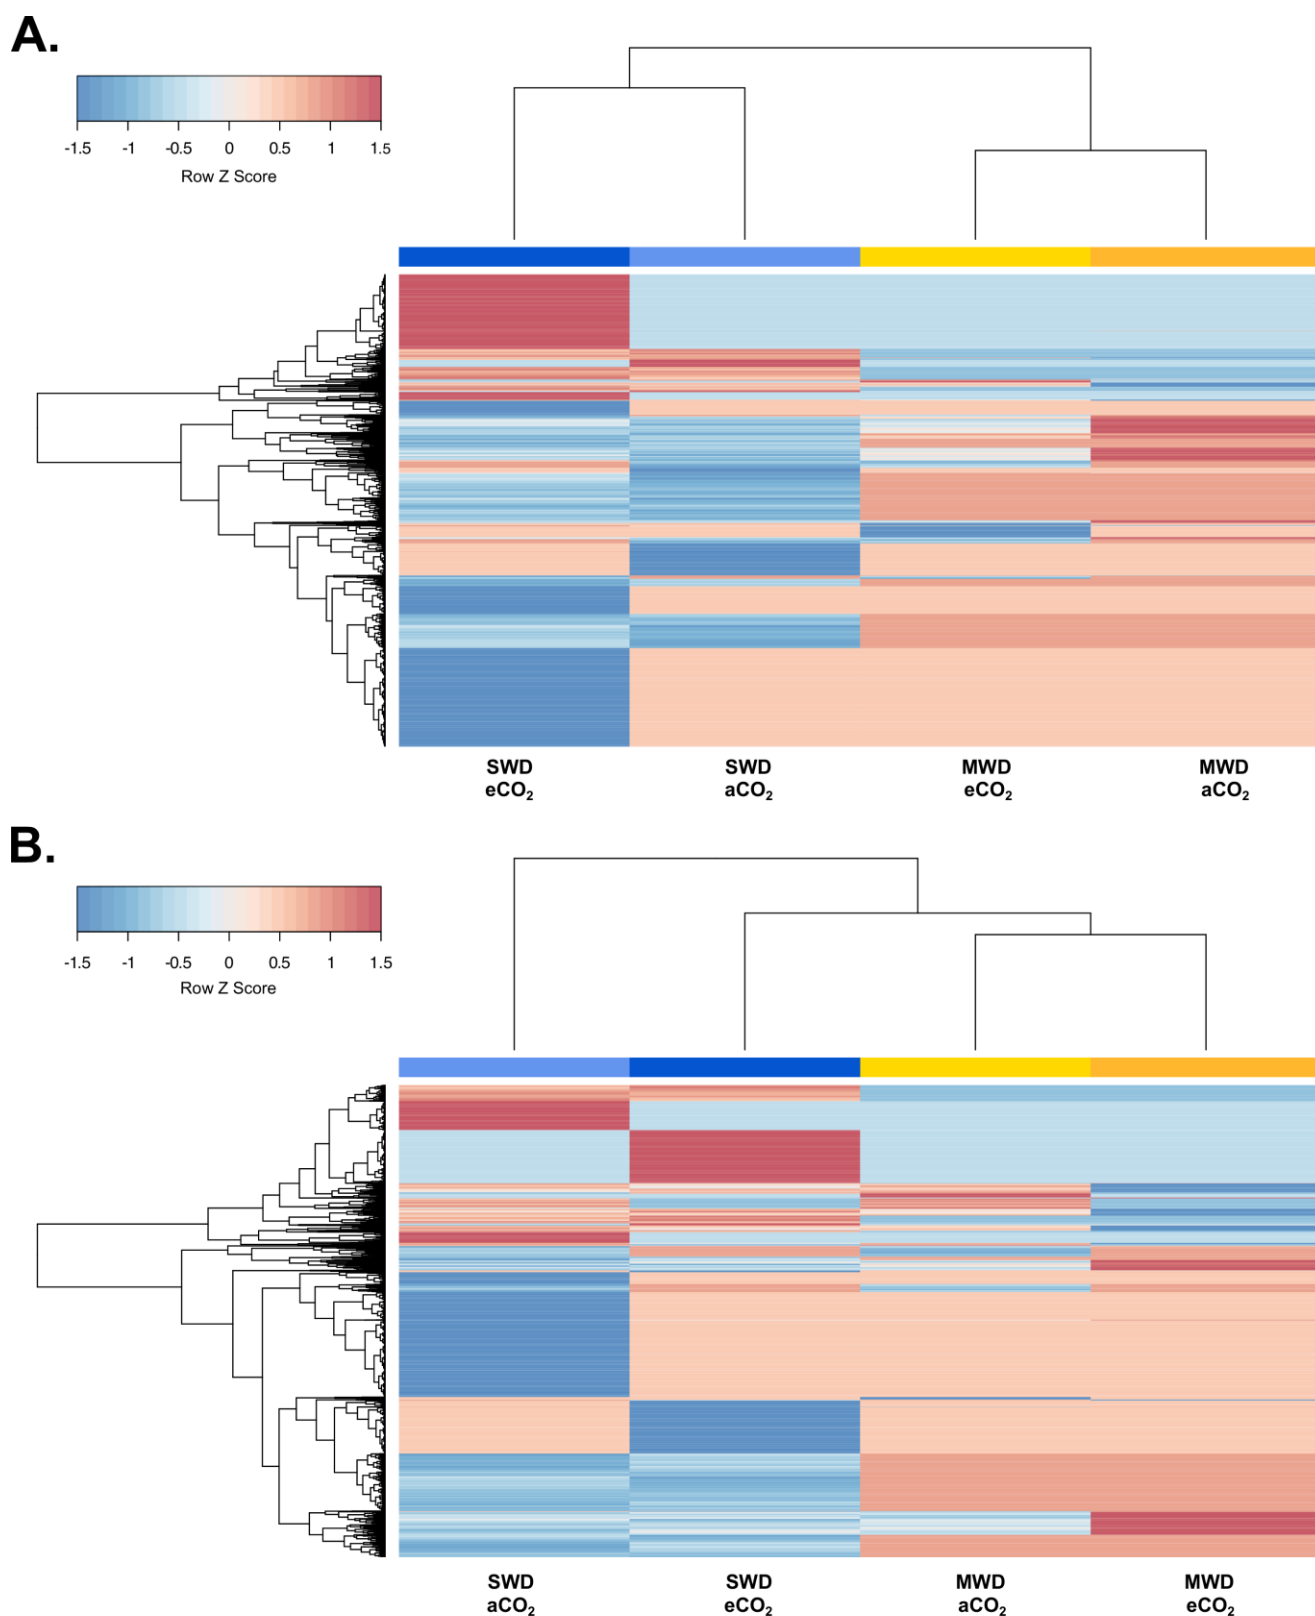 A.
-1.5 -1 -0.5 0 0.5 1 1.5
Row Z Score
SWD SWD MWD MWD
eCO₂ aCO₂ eCO₂ aCO₂
B.
-1.5 -1 -0.5 0 0.5 1 1.5
Row Z Score
SWD SWD MWD MWD
aCO₂ eCO₂ aCO₂ eCO₂